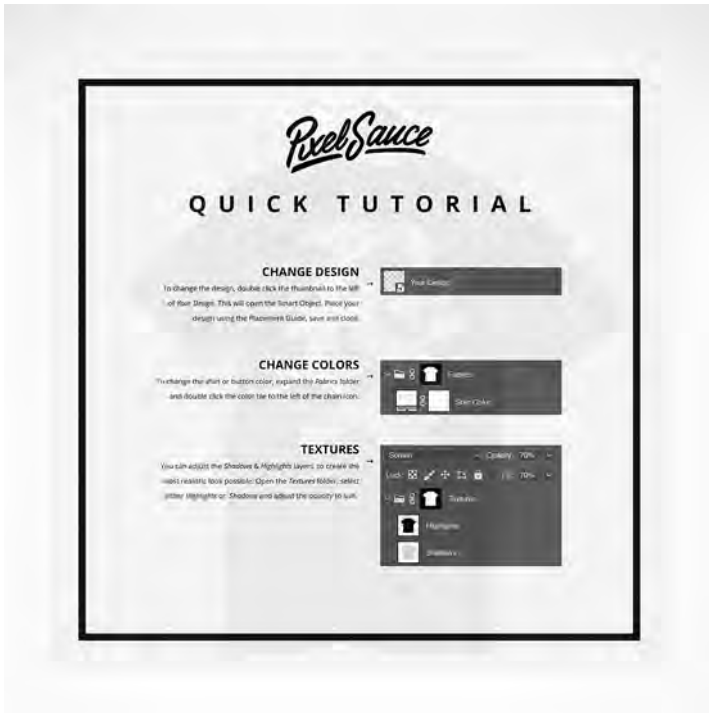 PixelSauce
QUICK TUTORIAL
CHANGE DESIGN
To change the design, double click the thumbnail to the left
of Your Design. This will open the Smart Object. Place your
design using the Placement Guide, save and close.
→
Your Design
CHANGE COLORS
To change the shirt or button color, expand the Fabrics folder
and double click the color tile to the left of the chain icon.
→
Fabrics
Shirt Color
TEXTURES
You can adjust the Shadows & Highlights layers, to create the
most realistic look possible. Open the Textures folder, select
either Highlights or Shadows and adjust the opacity to suit.
→
Screen Opacity: 70%
Lock: Fill: 70%
Textures
Highlights
Shadows